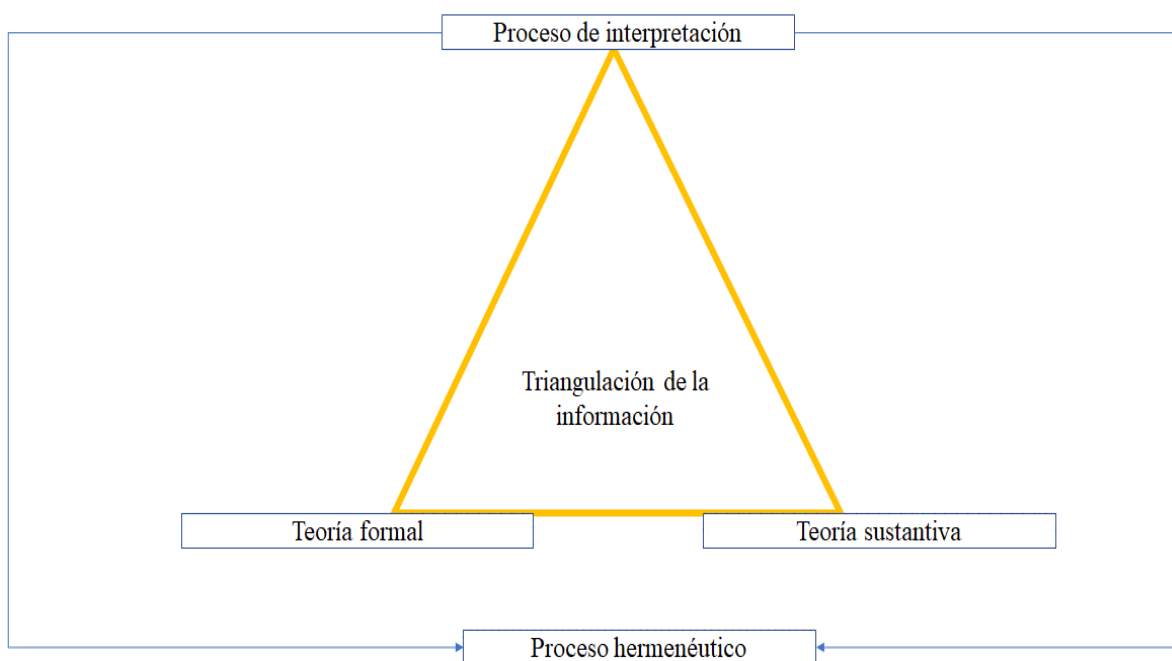 Proceso de interpretación
Triangulación de la
información
Teoría formal
Teoría sustantiva
Proceso hermenéutico